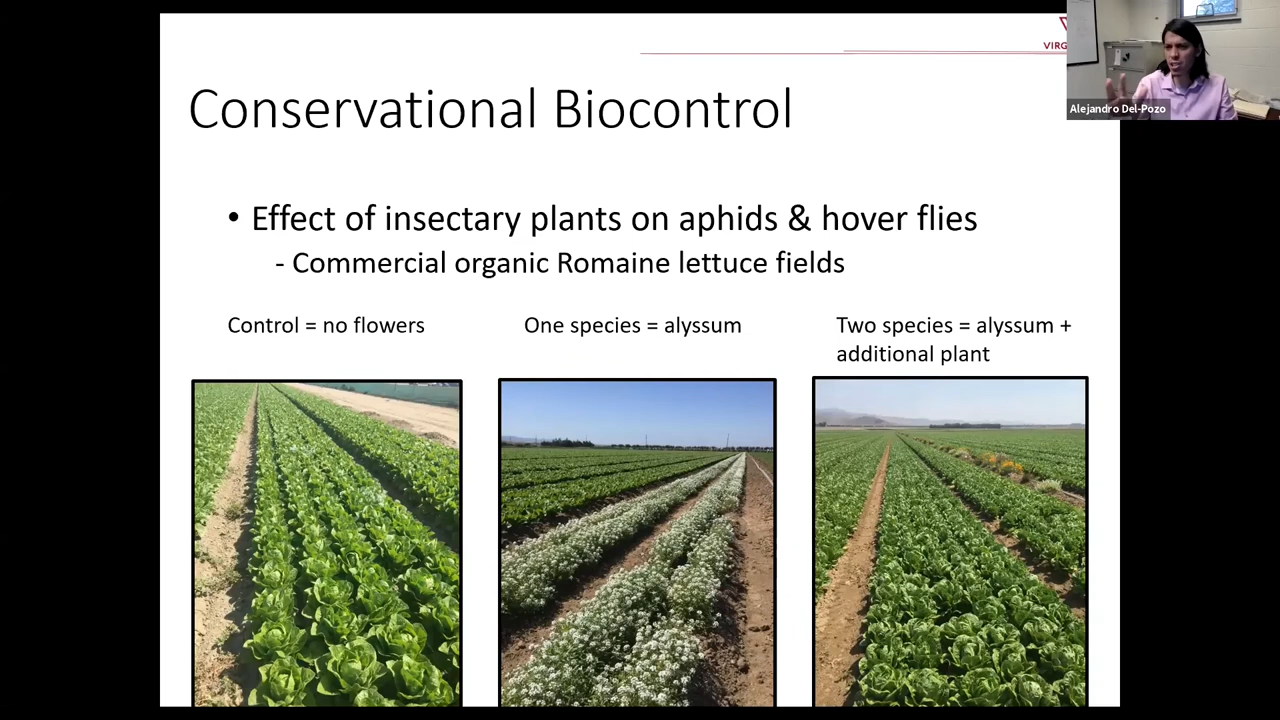 VIRG
Alejandro Del-Pozo
Conservational Biocontrol
• Effect of insectary plants on aphids & hover flies
- Commercial organic Romaine lettuce fields
Control = no flowers
One species = alyssum
Two species = alyssum +
additional plant